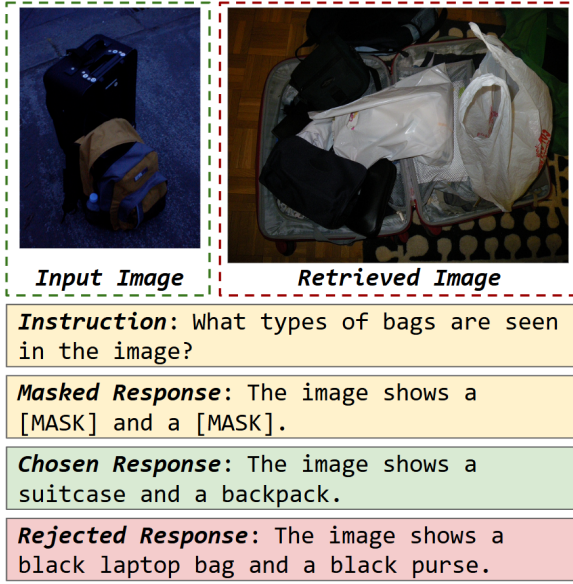 Input Image
Retrieved Image
Instruction: What types of bags are seen
in the image?
Masked Response: The image shows a
[MASK] and a [MASK].
Chosen Response: The image shows a
suitcase and a backpack.
Rejected Response: The image shows a
black laptop bag and a black purse.